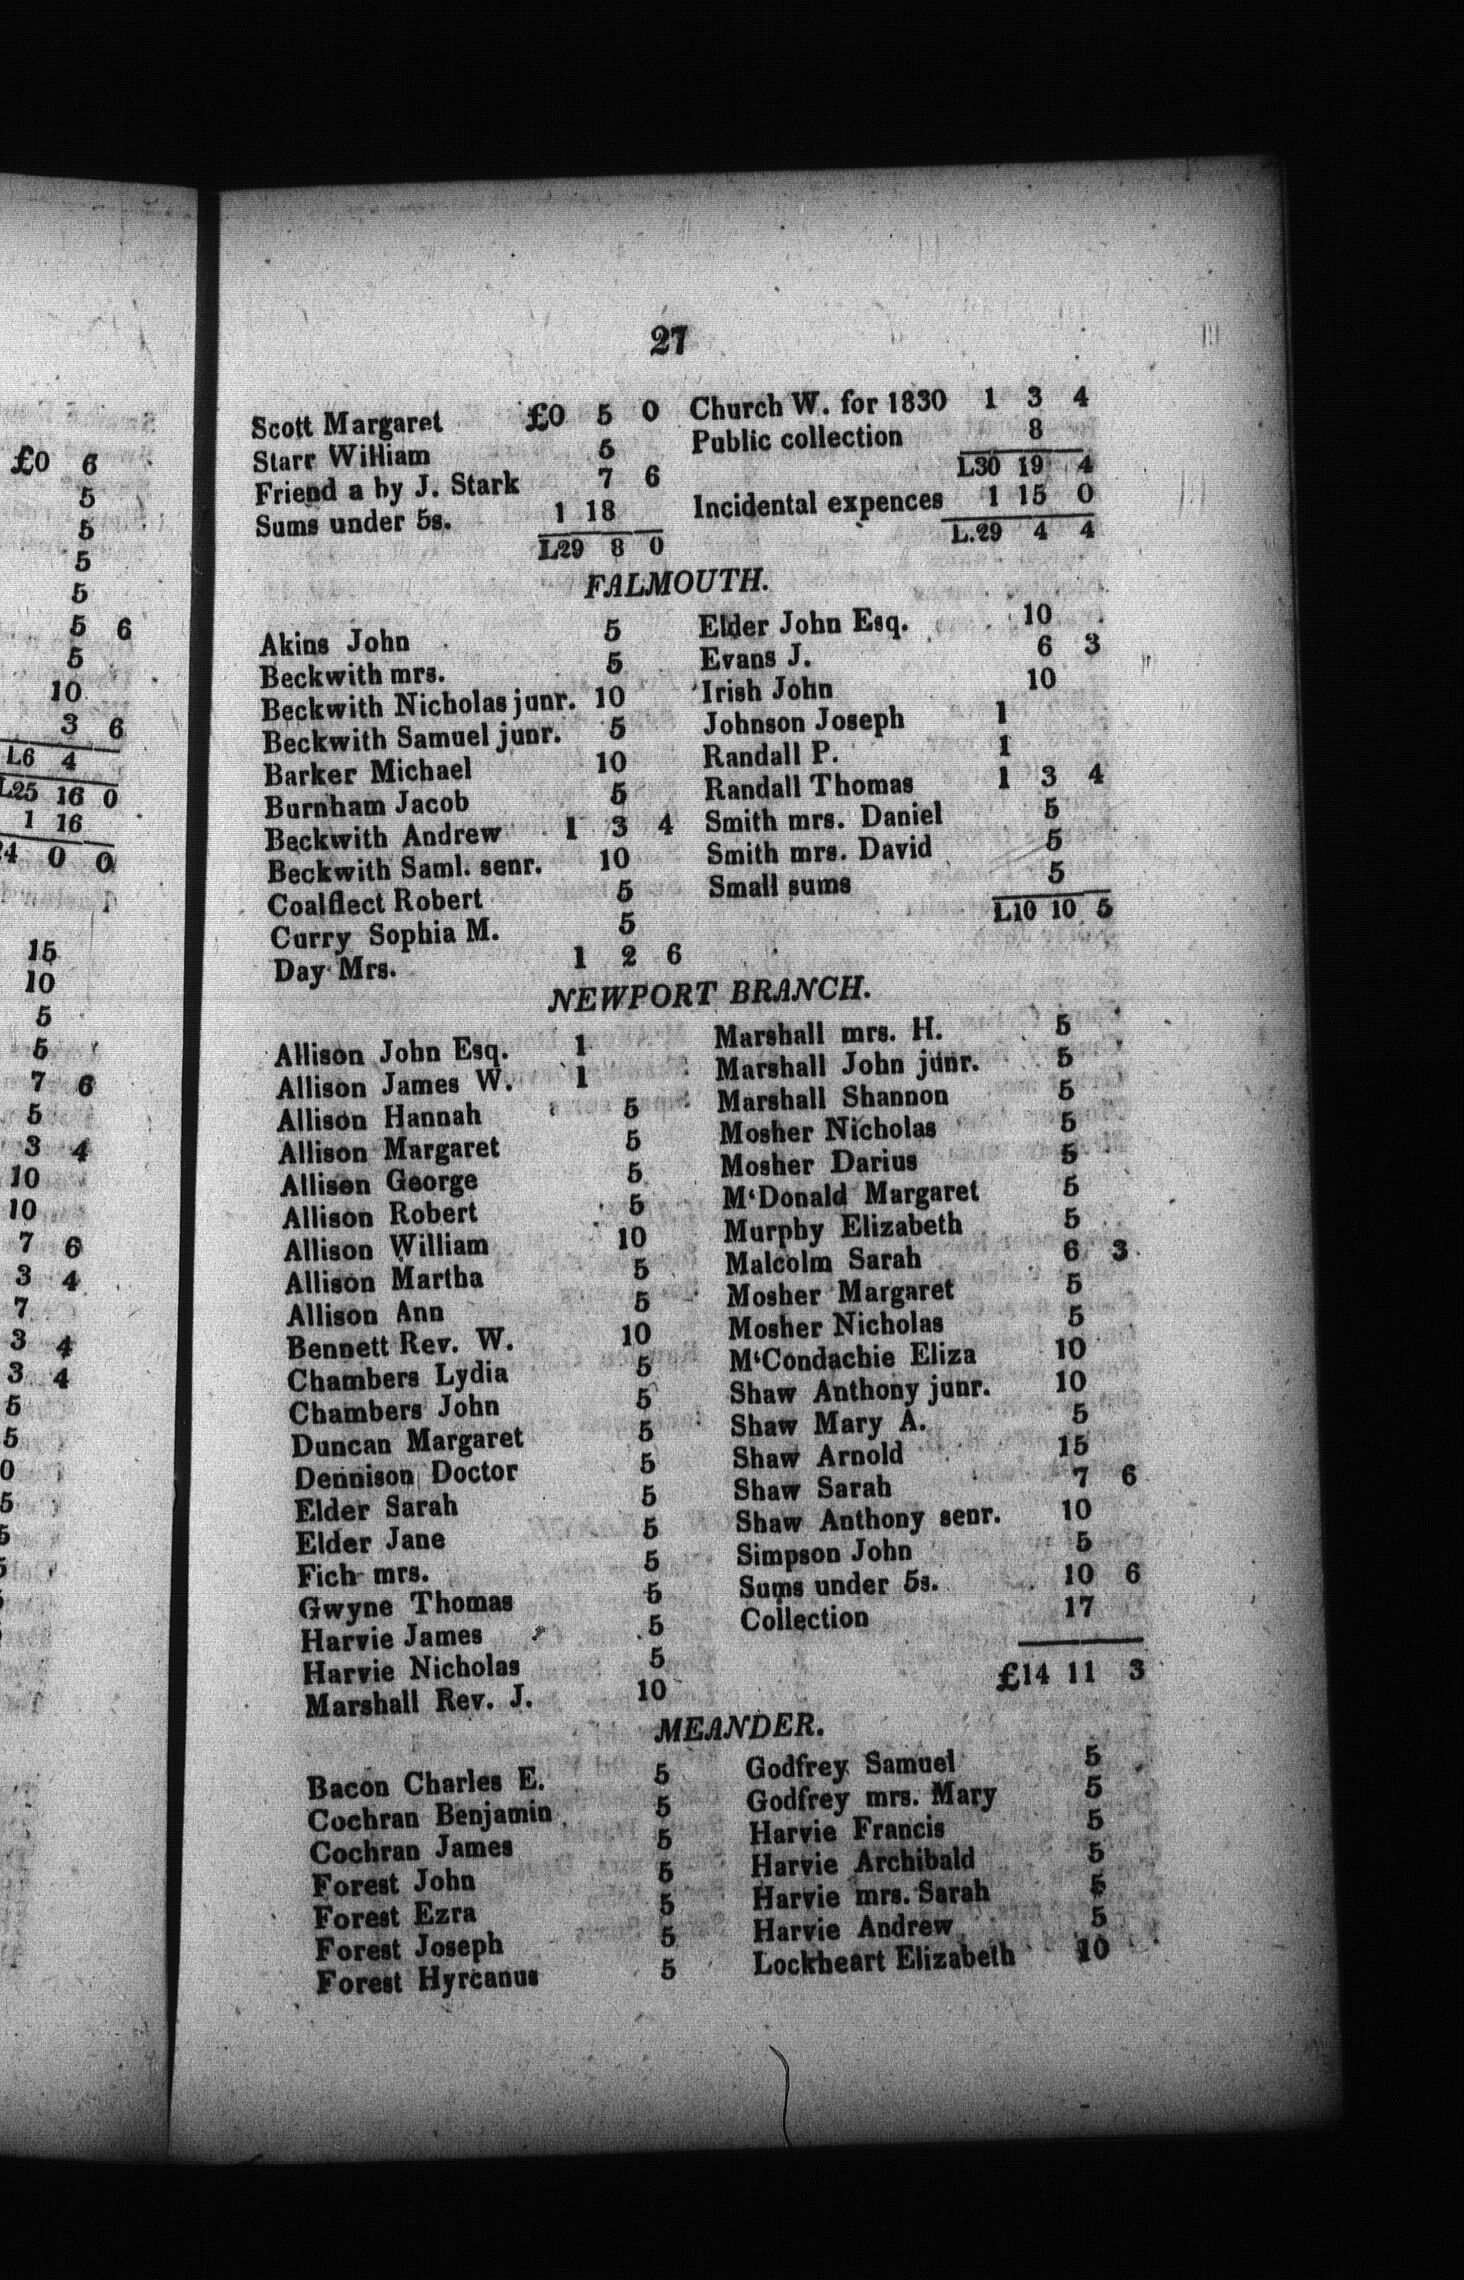 27
Scott Margaret £0 5 0
Starr William 5
Friend a by J. Stark 7 6
Sums under 5s. 1 18
L29 8 0
Church W. for 1830 1 3 4
Public collection 8
L30 19 4
Incidental expences 1 15 0
L.29 4 4
FALMOUTH.
Akins John 5
Beckwith mrs. 5
Beckwith Nicholas junr. 10
Beckwith Samuel junr. 5
Barker Michael 10
Burnham Jacob 5
Beckwith Andrew 1 3 4
Beckwith Saml. senr. 10
Coalflect Robert 5
Curry Sophia M. 5
Day Mrs. 1 2 6
Elder John Esq. 10
Evans J. 6 3
Irish John 10
Johnson Joseph 1
Randall P. 1
Randall Thomas 1 3 4
Smith mrs. Daniel 5
Smith mrs. David 5
Small sums 5
L10 10 5
NEWPORT BRANCH.
Allison John Esq. 1
Allison James W. 1
Allison Hannah 5
Allison Margaret 5
Allison George 5
Allison Robert 5
Allison William 10
Allison Martha 5
Allison Ann 5
Bennett Rev. W. 10
Chambers Lydia 5
Chambers John 5
Duncan Margaret 5
Dennison Doctor 5
Elder Sarah 5
Elder Jane 5
Fich mrs. 5
Gwyne Thomas 5
Harvie James 5
Harvie Nicholas 5
Marshall Rev. J. 10
Marshall mrs. H. 5
Marshall John junr. 5
Marshall Shannon 5
Mosher Nicholas 5
Mosher Darius 5
M'Donald Margaret 5
Murphy Elizabeth 5
Malcolm Sarah 6 3
Mosher Margaret 5
Mosher Nicholas 5
M'Condachie Eliza 10
Shaw Anthony junr. 10
Shaw Mary A. 5
Shaw Arnold 15
Shaw Sarah 7 6
Shaw Anthony senr. 10
Simpson John 5
Sums under 5s. 10 6
Collection 17
£14 11 3
MEANDER.
Bacon Charles E. 5
Cochran Benjamin 5
Cochran James 5
Forest John 5
Forest Ezra 5
Forest Joseph 5
Forest Hyrcanus 5
Godfrey Samuel 5
Godfrey mrs. Mary 5
Harvie Francis 5
Harvie Archibald 5
Harvie mrs. Sarah 5
Harvie Andrew 5
Lockheart Elizabeth 10